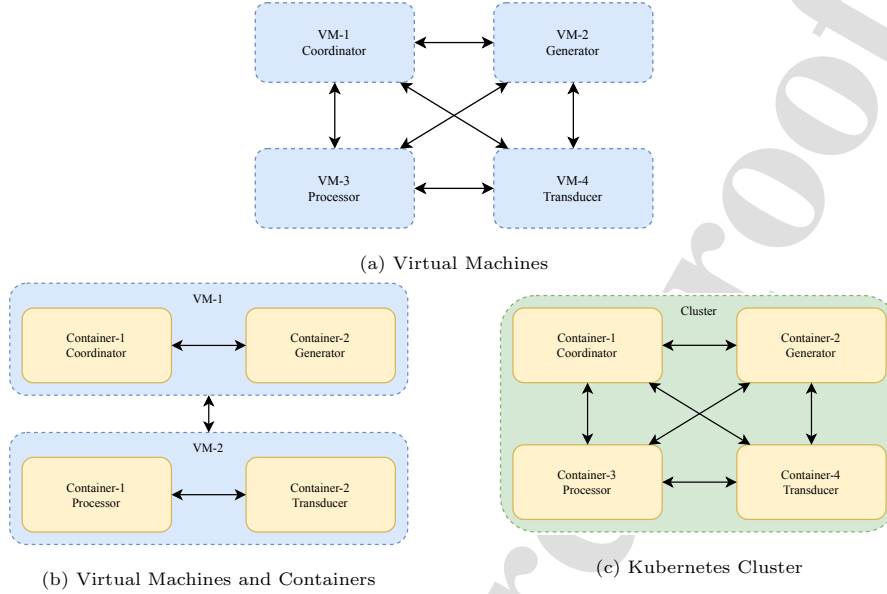 VM-1
Coordinator
VM-2
Generator
VM-3
Processor
VM-4
Transducer
(a) Virtual Machines
VM-1
Container-1
Coordinator
Container-2
Generator
VM-2
Container-1
Processor
Container-2
Transducer
(b) Virtual Machines and Containers
Cluster
Container-1
Coordinator
Container-2
Generator
Container-3
Processor
Container-4
Transducer
(c) Kubernetes Cluster